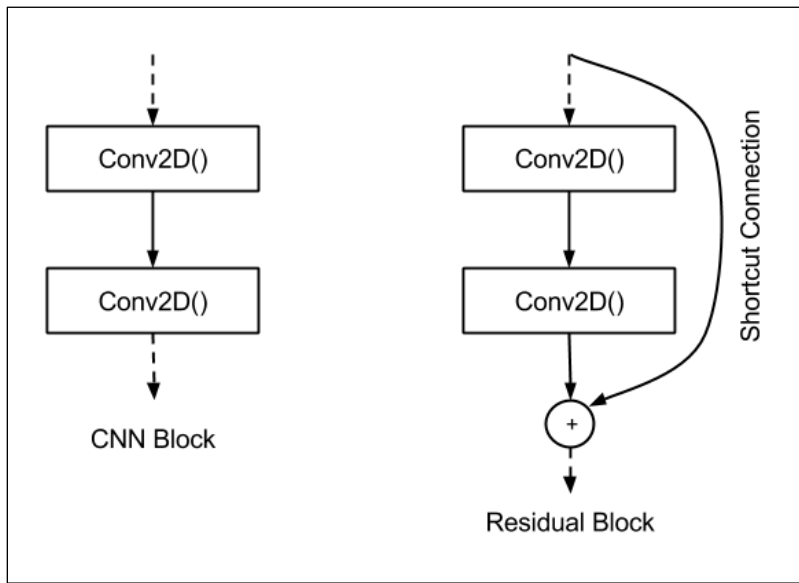 Conv2D()
Conv2D()
CNN Block
Conv2D()
Conv2D()
+
Residual Block
Shortcut Connection